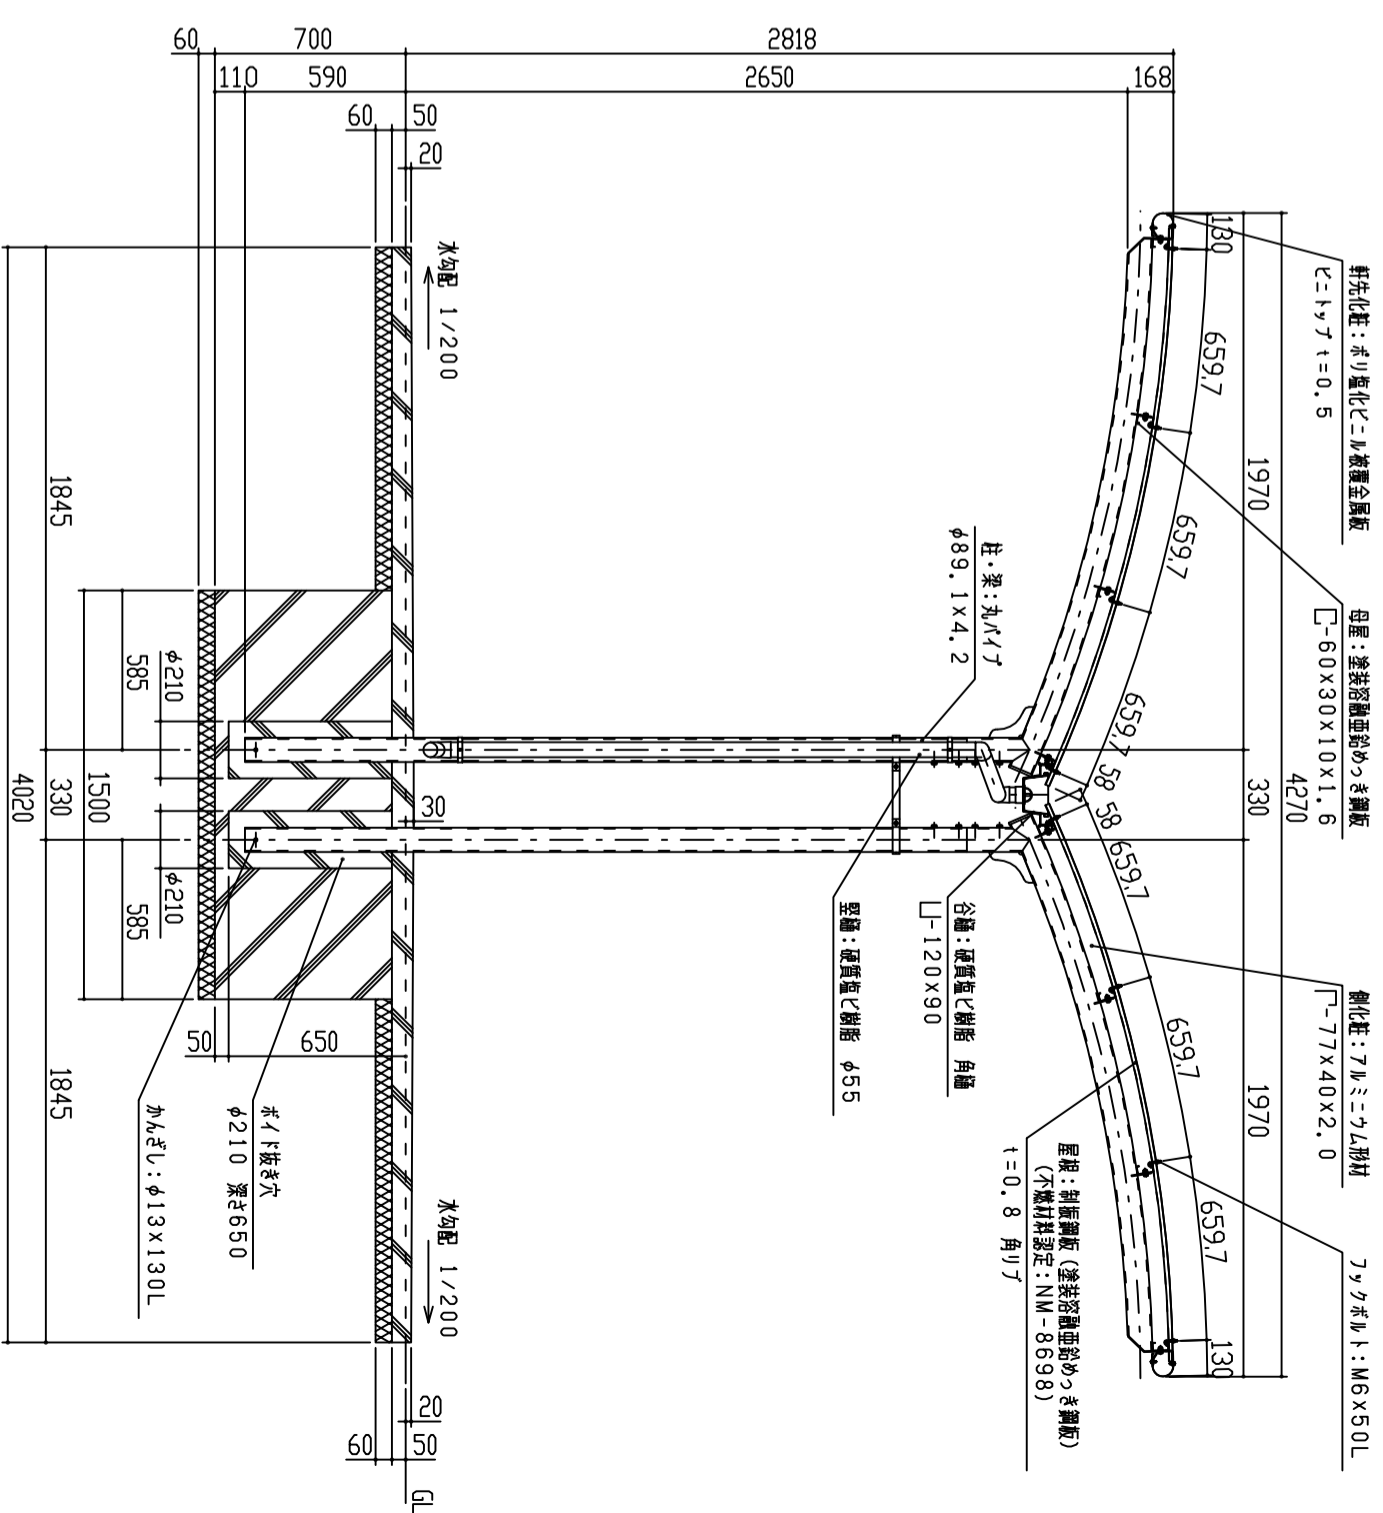 軒先化粧：ポリ塩化ビニル被覆金属板
ビニトップ t=0.5
母屋：塗装溶融亜鉛めっき鋼板
-60x30x10x1.6
側化粧：アルミニウム形材
-77x40x2.0
フックボルト：M6x50L
4270
1970
330
1970
130
659.7
659.7
659.7
58
58
659.7
659.7
659.7
130
168
2818
2650
柱・梁：丸パイプ
φ89.1x4.2
谷樋：硬質塩ビ樹脂 角樋
-120x90
竪樋：硬質塩ビ樹脂 φ55
屋根：制振鋼板（塗装溶融亜鉛めっき鋼板）
（不燃材料認定：NM-8698）
t=0.8 角リブ
水勾配 1/200
水勾配 1/200
20
50
60
30
20
50
60
GL
700
590
110
60
650
50
φ210
585
φ210
585
ボイド抜き穴
φ210 深さ650
かんざし：φ13x130L
1500
1845
330
1845
4020